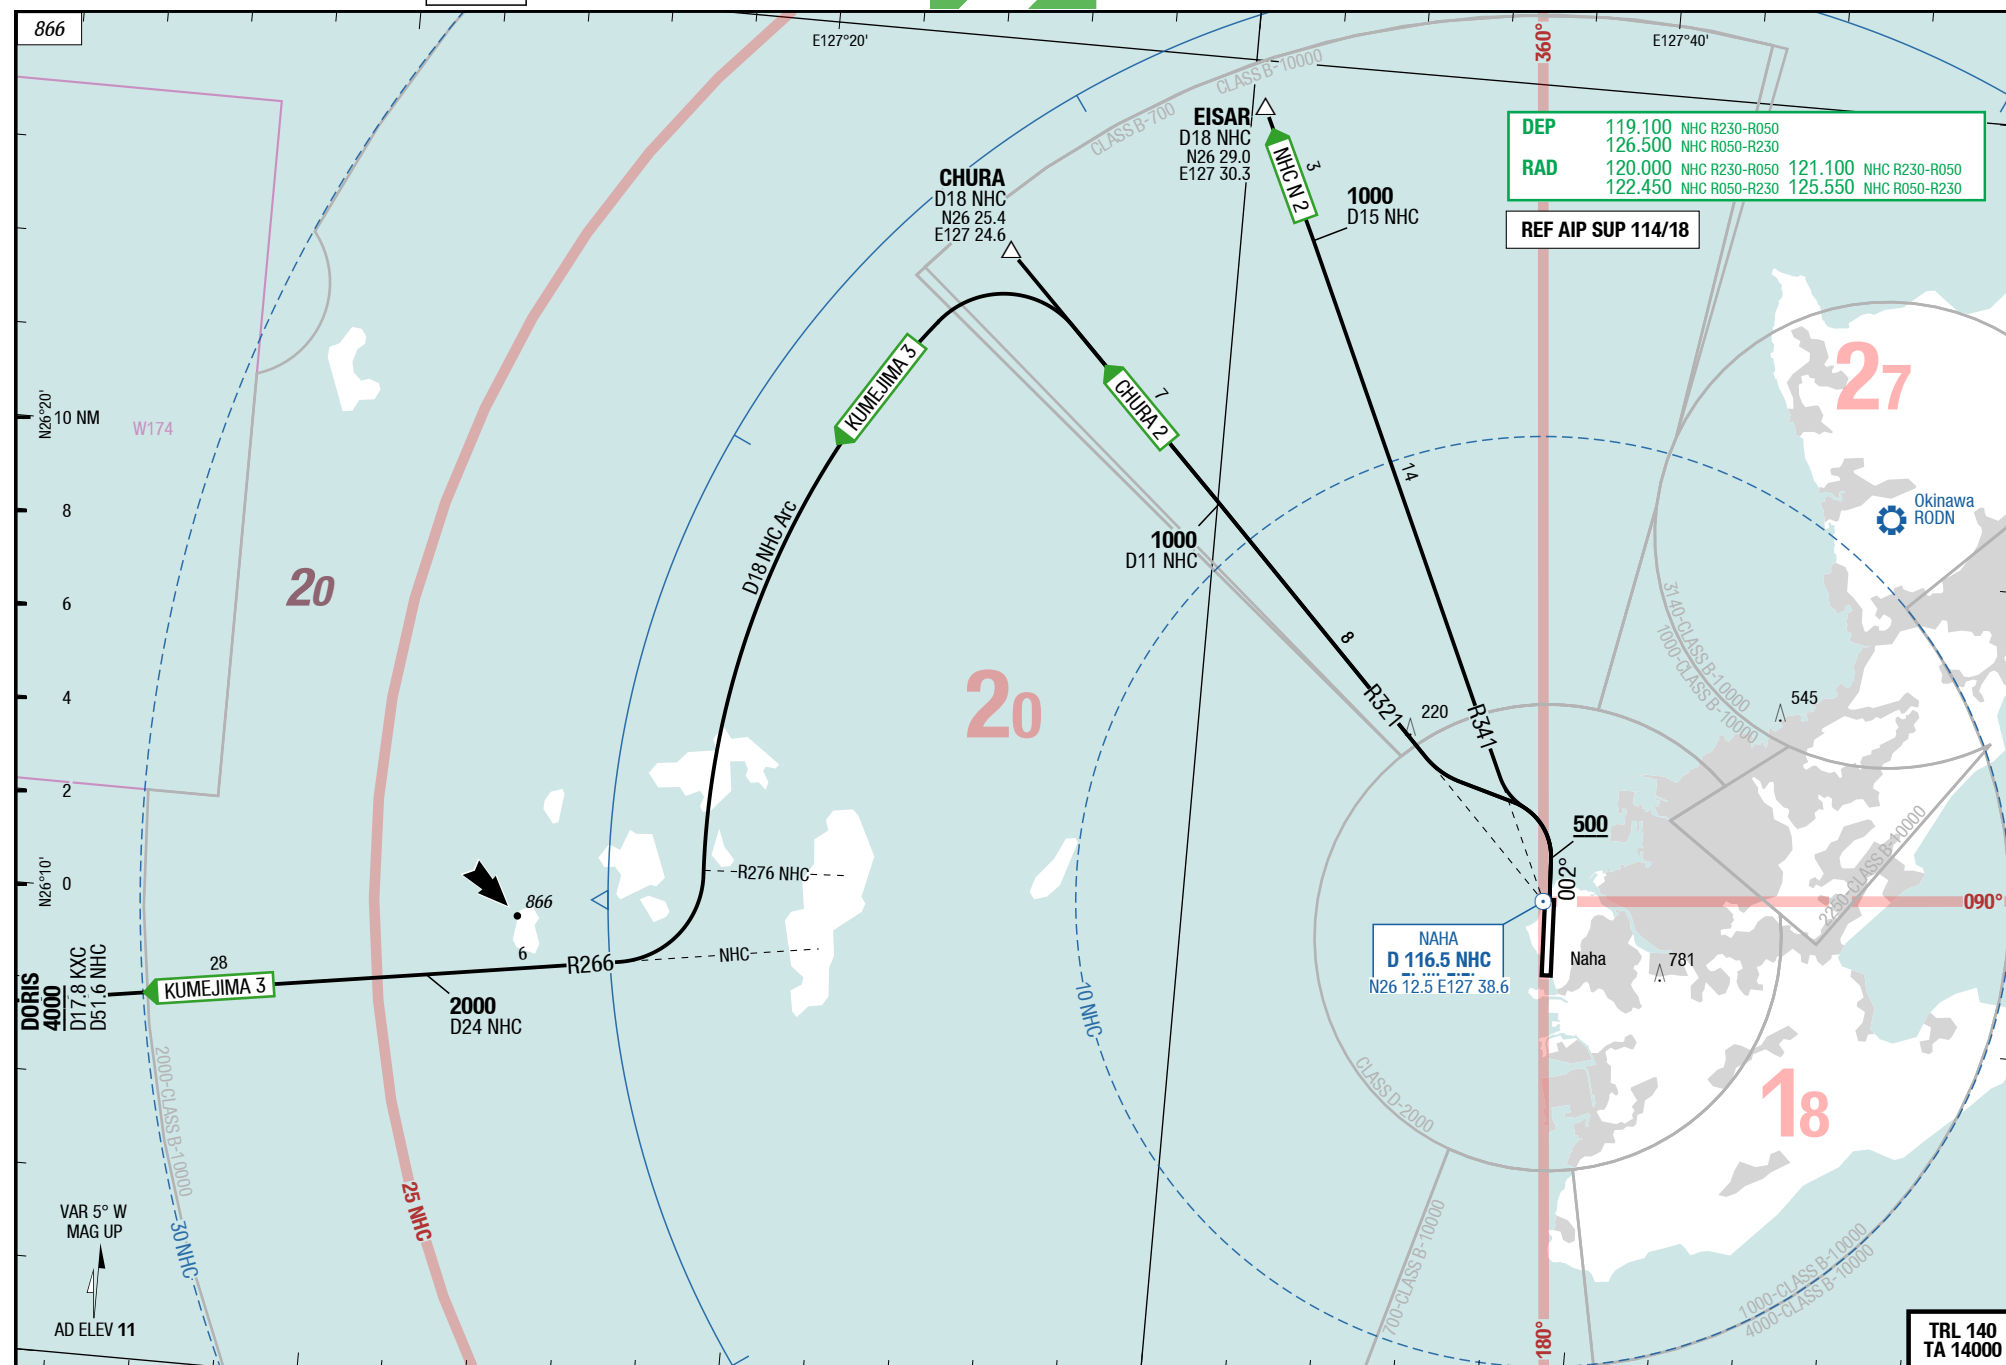 866
E127°20'
360°
E127°40'
CLASS B-10000
CLASS B-700
EISAR
D18 NHC
N26 29.0
E127 30.3
NHC N 2
3
1000
D15 NHC
DEP 119.100 NHC R230-R050
126.500 NHC R050-R230
RAD 120.000 NHC R230-R050 121.100 NHC R230-R050
122.450 NHC R050-R230 125.550 NHC R050-R230
REF AIP SUP 114/18
CHURA
D18 NHC
N26 25.4
E127 24.6
KUMEJIMA 3
CHURA 2
7
27
N26°20'
10 NM
W174
14
8
Okinawa
RODN
D18 NHC Arc
1000
D11 NHC
20
6
8
3140-CLASS B-10000
1000-CLASS B-10000
4
20
R321
220
R341
545
2
500
2250-CLASS B-10000
N26°10'
0
R276 NHC
002°
866
090°
6
R266
NHC
NAHA
D 116.5 NHC
N26 12.5 E127 38.6
Naha
781
DORIS
4000
D17.8 KXC
D51.6 NHC
28
KUMEJIMA 3
2000
D24 NHC
10 NHC
2000-CLASS B-10000
CLASS D-2000
18
25 NHC
30 NHC
VAR 5° W
MAG UP
AD ELEV 11
700-CLASS B-10000
1000-CLASS B-10000
4000-CLASS B-10000
180°
TRL 140
TA 14000